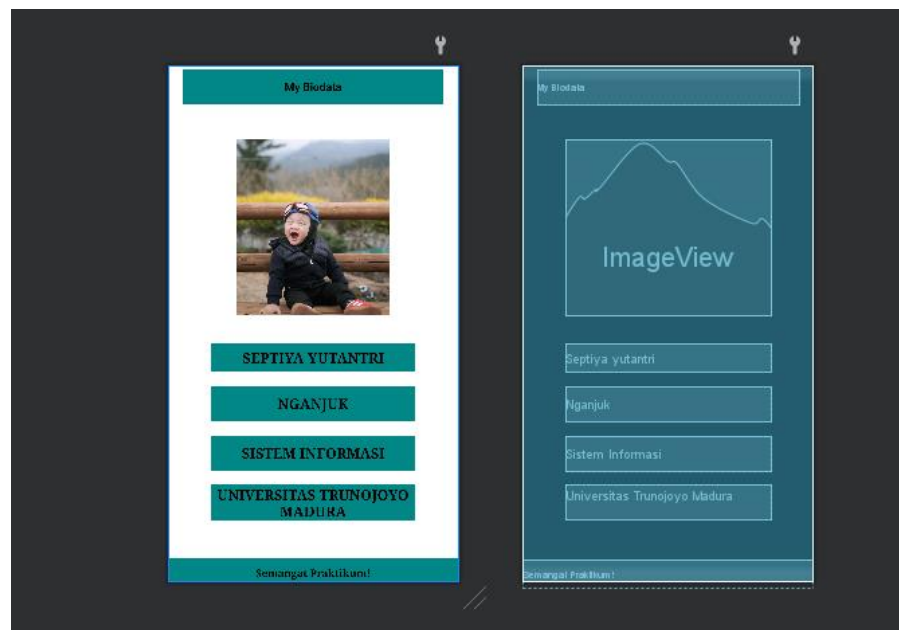 My Biodata
SEPTIYA YUTANTRI
NGANJUK
SISTEM INFORMASI
UNIVERSITAS TRUNOJOYO
MADURA
Semangat Praktikum!
My Biodata
ImageView
Septiya yutantri
Nganjuk
Sistem Informasi
Universitas Trunojoyo Madura
Semangat Praktikum!